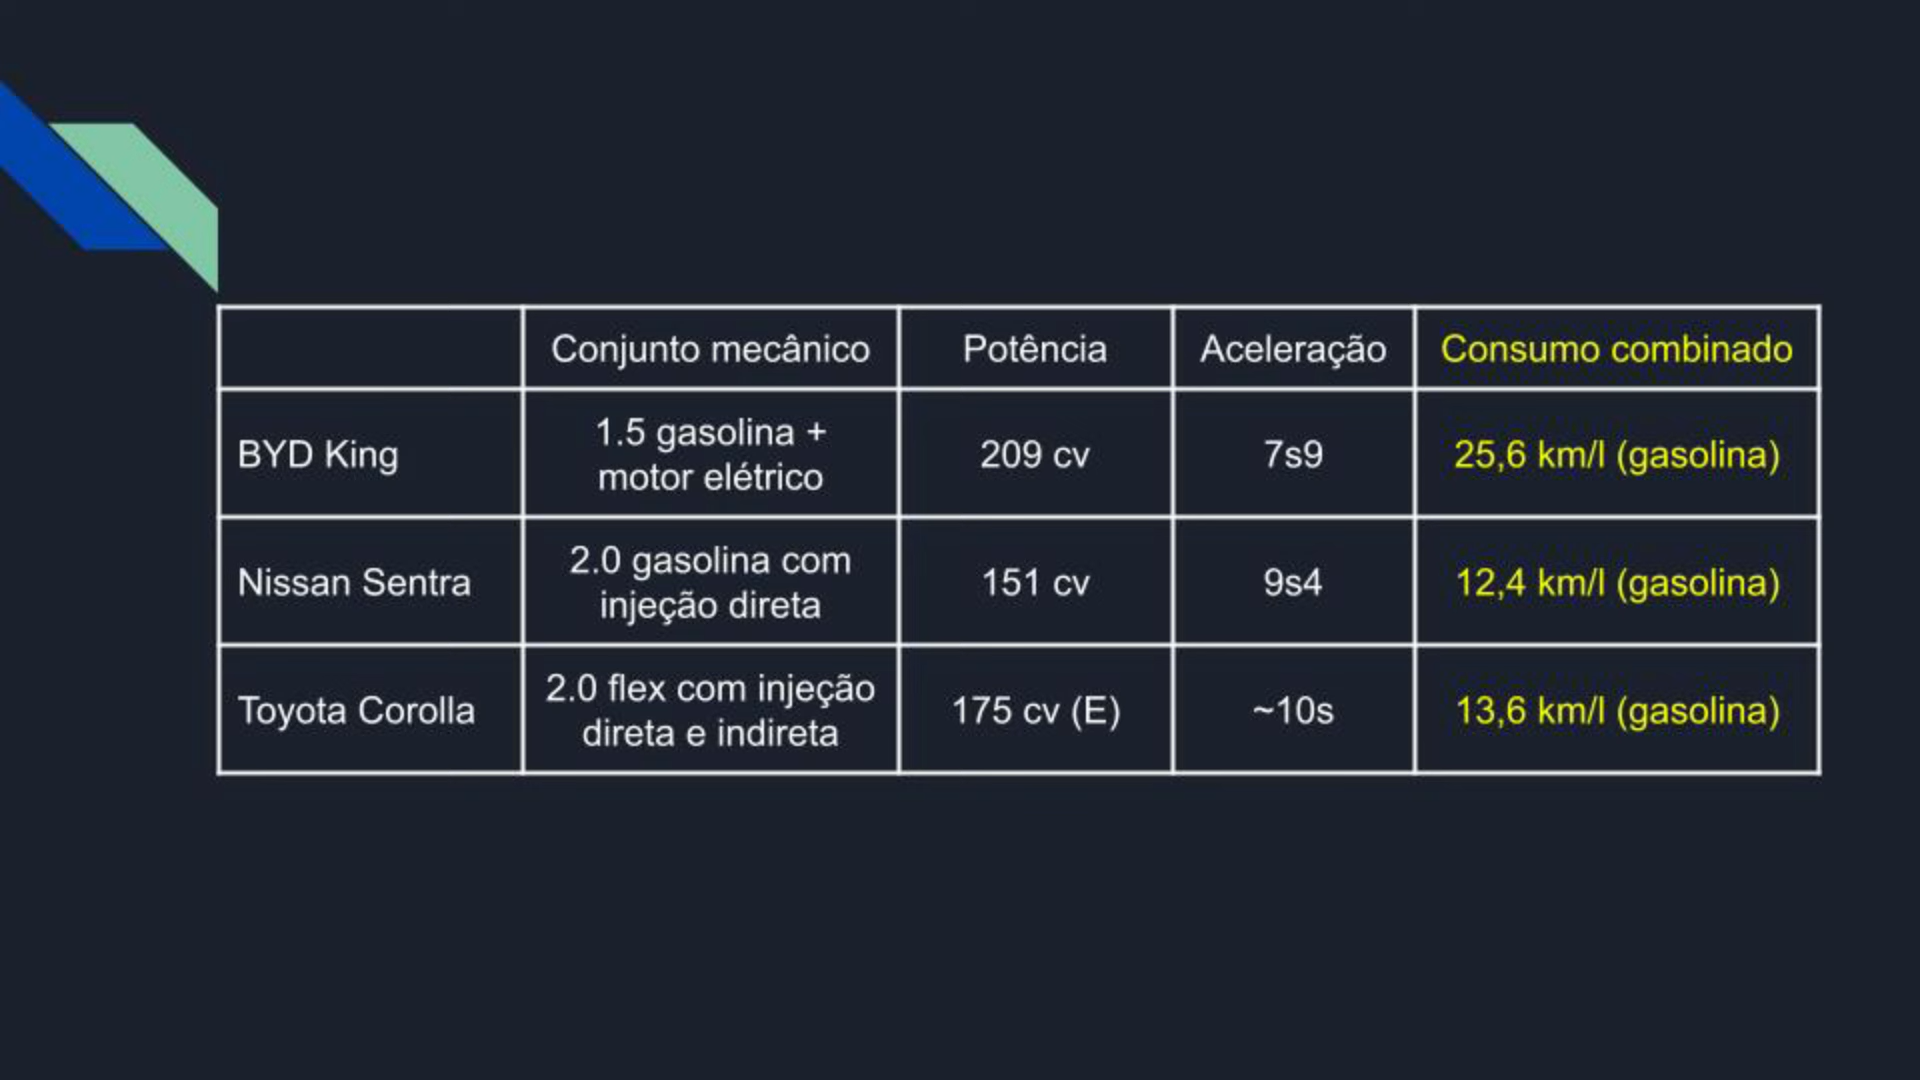 Conjunto mecânico Potência Aceleração Consumo combinado
BYD King 1.5 gasolina + motor elétrico 209 cv 7s9 25,6 km/l (gasolina)
Nissan Sentra 2.0 gasolina com injeção direta 151 cv 9s4 12,4 km/l (gasolina)
Toyota Corolla 2.0 flex com injeção direta e indireta 175 cv (E) ~10s 13,6 km/l (gasolina)